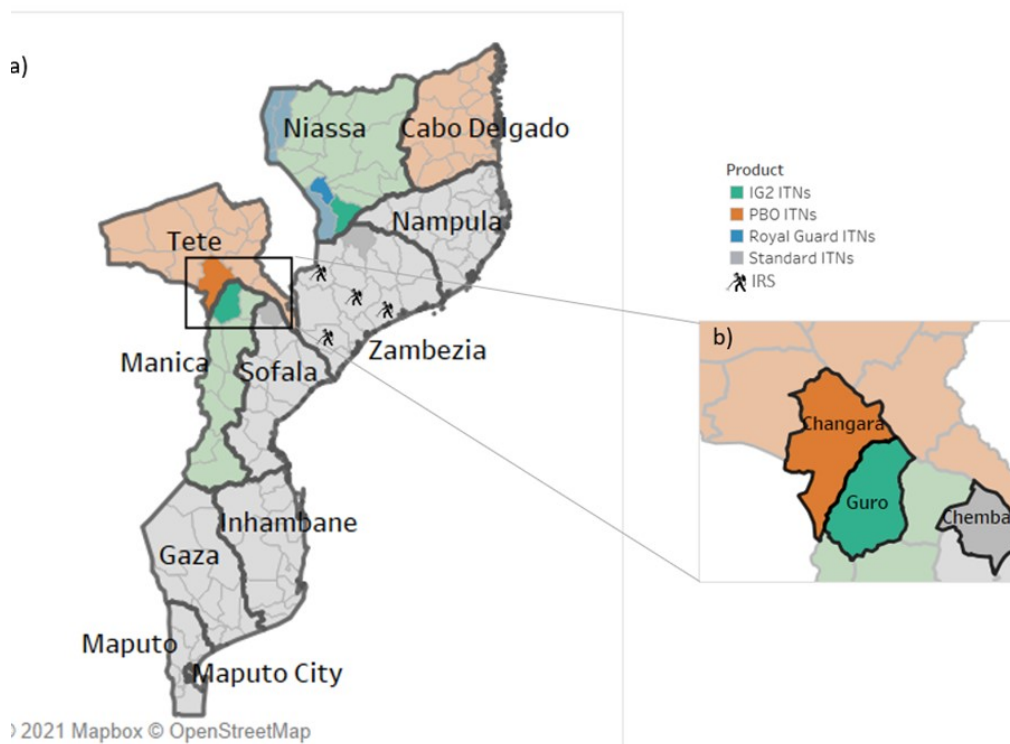 a)
Niassa
Cabo Delgado
Nampula
Tete
Manica
Sofala
Zambezia
Inhambane
Gaza
Maputo
Maputo City
© 2021 Mapbox © OpenStreetMap
Product
IG2 ITNs
PBO ITNs
Royal Guard ITNs
Standard ITNs
IRS
b)
Changara
Guro
Chemba